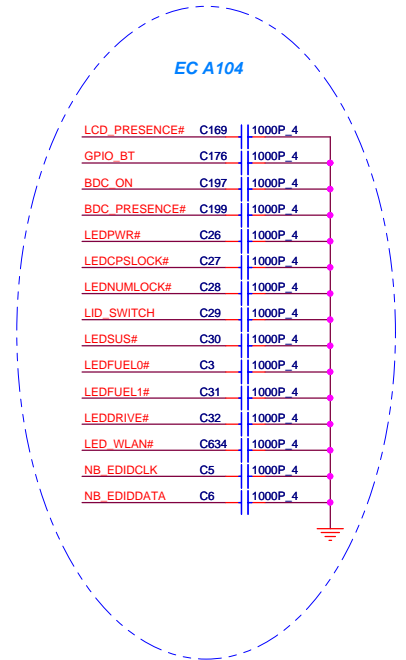 EC A104
LCD_PRESENCE# C169 1000P_4
GPIO_BT C176 1000P_4
BDC_ON C197 1000P_4
BDC_PRESENCE# C199 1000P_4
LEDPWR# C26 1000P_4
LEDCPSLOCK# C27 1000P_4
LEDNUMLOCK# C28 1000P_4
LID_SWITCH C29 1000P_4
LEDSUS# C30 1000P_4
LEDFUEL0# C3 1000P_4
LEDFUEL1# C31 1000P_4
LEDDRIVE# C32 1000P_4
LED_WLAN# C634 1000P_4
NB_EDIDCLK C5 1000P_4
NB_EDIDDATA C6 1000P_4